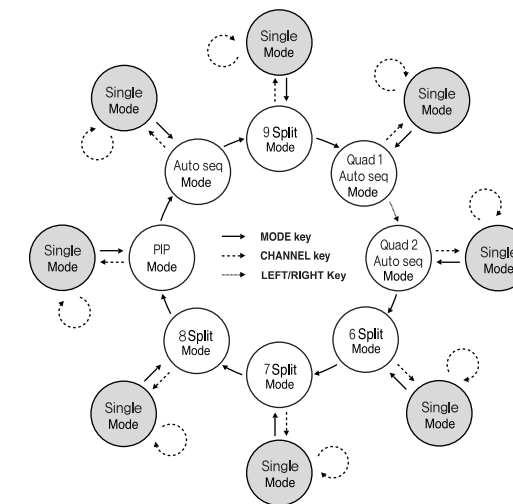 Single
Mode
Single
Mode
Single
Mode
9 Split
Mode
Auto seq
Mode
Quad 1
Auto seq
Mode
Single
Mode
PIP
Mode
MODE key
CHANNEL key
LEFT/RIGHT Key
Quad 2
Auto seq
Mode
Single
Mode
8 Split
Mode
6 Split
Mode
7 Split
Mode
Single
Mode
Single
Mode
Single
Mode